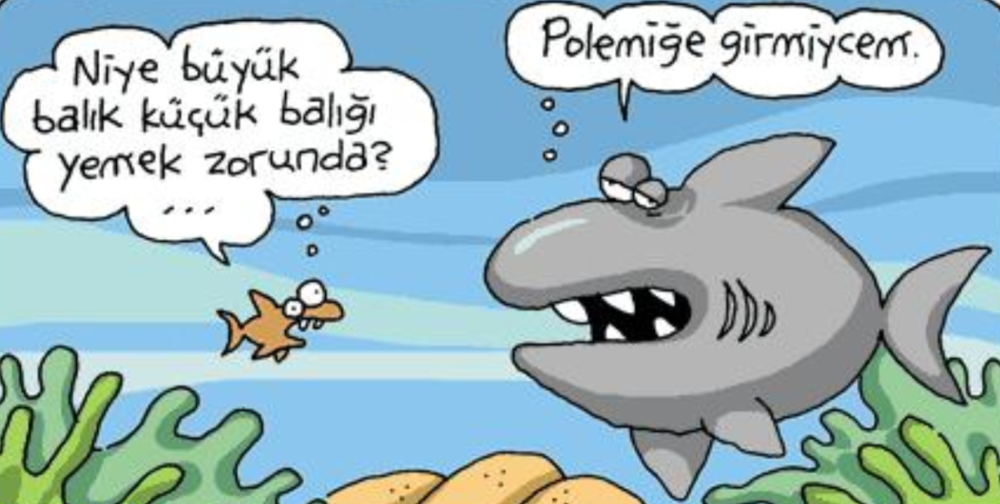 Niye büyük
balık küçük balığı
yemek zorunda?
...
Polemiğe girmiycem.